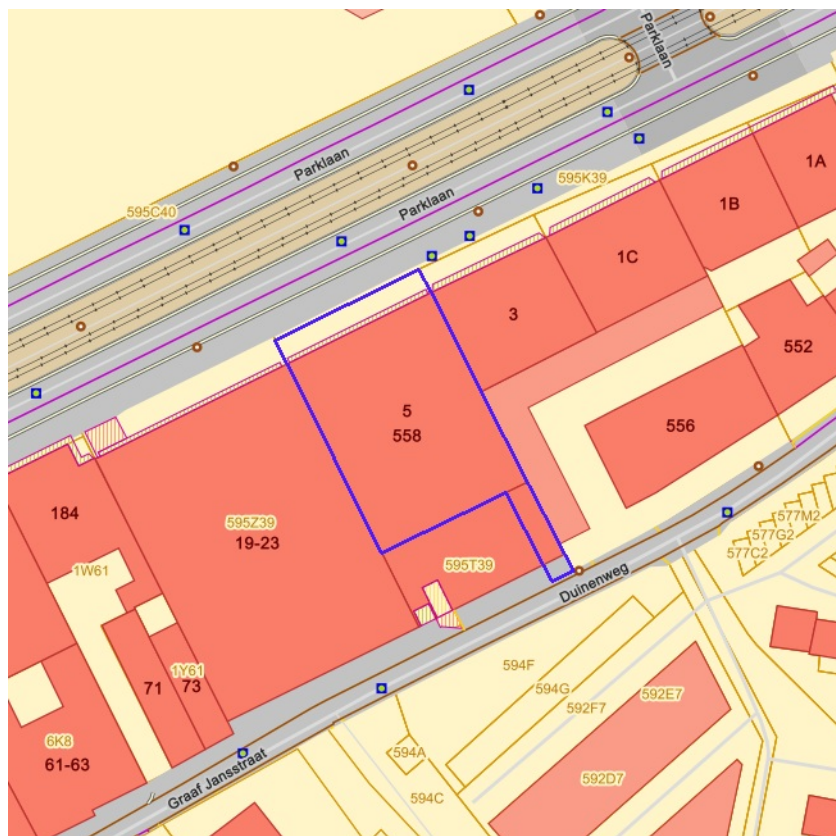 Parklaan
Parklaan
595C40
Parklaan
595K39
1A
1B
1C
3
5
558
552
556
184
595Z39
19-23
595T39
577M2
577G2
577C2
1W61
Duinenweg
1Y61
71
73
594F
594G
592F7
592E7
6K8
61-63
594A
594C
592D7
Graaf Jansstraat